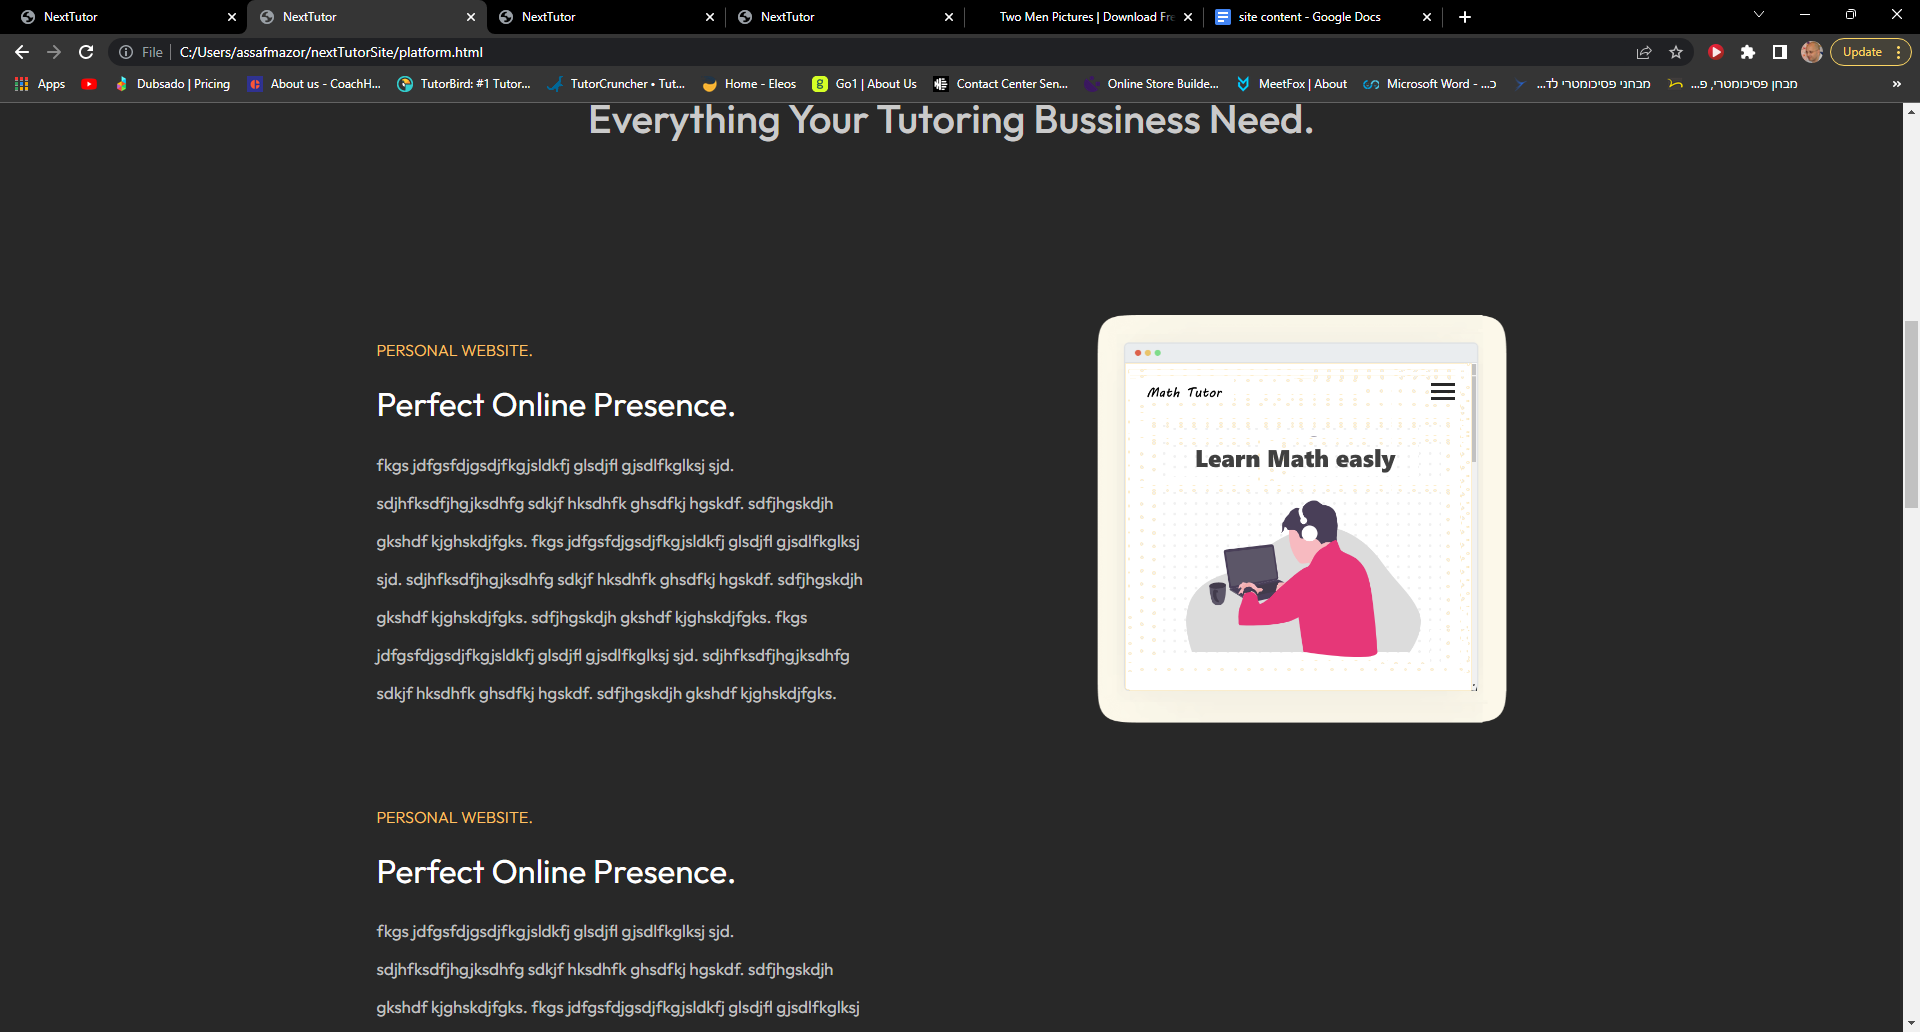 NextTutor
NextTutor
NextTutor
NextTutor
Two Men Pictures | Download Fre
site content - Google Docs
File
C:/Users/assafmazor/nextTutorSite/platform.html
Update
Apps
Dubsado | Pricing
About us - CoachH...
TutorBird: #1 Tutor...
TutorCruncher • Tut...
Home - Eleos
Go1 | About Us
Contact Center Sen...
Online Store Builde...
MeetFox | About
Microsoft Word - ...כ
מבחני פסיכומטרי לד...
מבחן פסיכומטרי, פ...
»
Everything Your Tutoring Bussiness Need.
PERSONAL WEBSITE.
Perfect Online Presence.
fkgs jdfgsfdjgsdjfkgjsldkfj glsdjfl gjsdlfkglksj sjd.
sdjhfksdfjhgjksdhfg sdkjf hksdhfk ghsdfkj hgskdf. sdfjhgskdjh
gkshdf kjghskdjfgks. fkgs jdfgsfdjgsdjfkgjsldkfj glsdjfl gjsdlfkglksj
sjd. sdjhfksdfjhgjksdhfg sdkjf hksdhfk ghsdfkj hgskdf. sdfjhgskdjh
gkshdf kjghskdjfgks. sdfjhgskdjh gkshdf kjghskdjfgks. fkgs
jdfgsfdjgsdjfkgjsldkfj glsdjfl gjsdlfkglksj sjd. sdjhfksdfjhgjksdhfg
sdkjf hksdhfk ghsdfkj hgskdf. sdfjhgskdjh gkshdf kjghskdjfgks.
Math Tutor
Learn Math easly
PERSONAL WEBSITE.
Perfect Online Presence.
fkgs jdfgsfdjgsdjfkgjsldkfj glsdjfl gjsdlfkglksj sjd.
sdjhfksdfjhgjksdhfg sdkjf hksdhfk ghsdfkj hgskdf. sdfjhgskdjh
gkshdf kjghskdjfgks. fkgs jdfgsfdjgsdjfkgjsldkfj glsdjfl gjsdlfkglksj